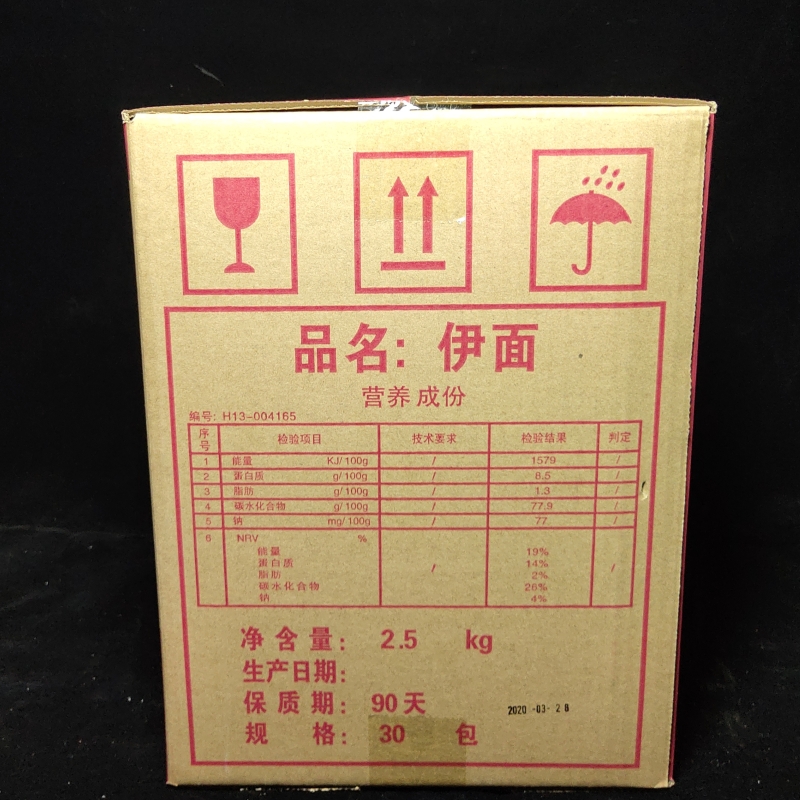 品名: 伊面
营养成份
编号: H13-004165
序号 检验项目 技术要求 检验结果 判定
1 能量 KJ/100g / 1579 /
2 蛋白质 g/100g / 8.5 /
3 脂肪 g/100g / 1.3 /
4 碳水化合物 g/100g / 77.9 /
5 钠 mg/100g / 77 /
6 NRV % / /
能量 19%
蛋白质 14%
脂肪 2%
碳水化合物 26%
钠 4%
净含量: 2.5 kg
生产日期:
保质期: 90天
2020-03-28
规格: 30 包